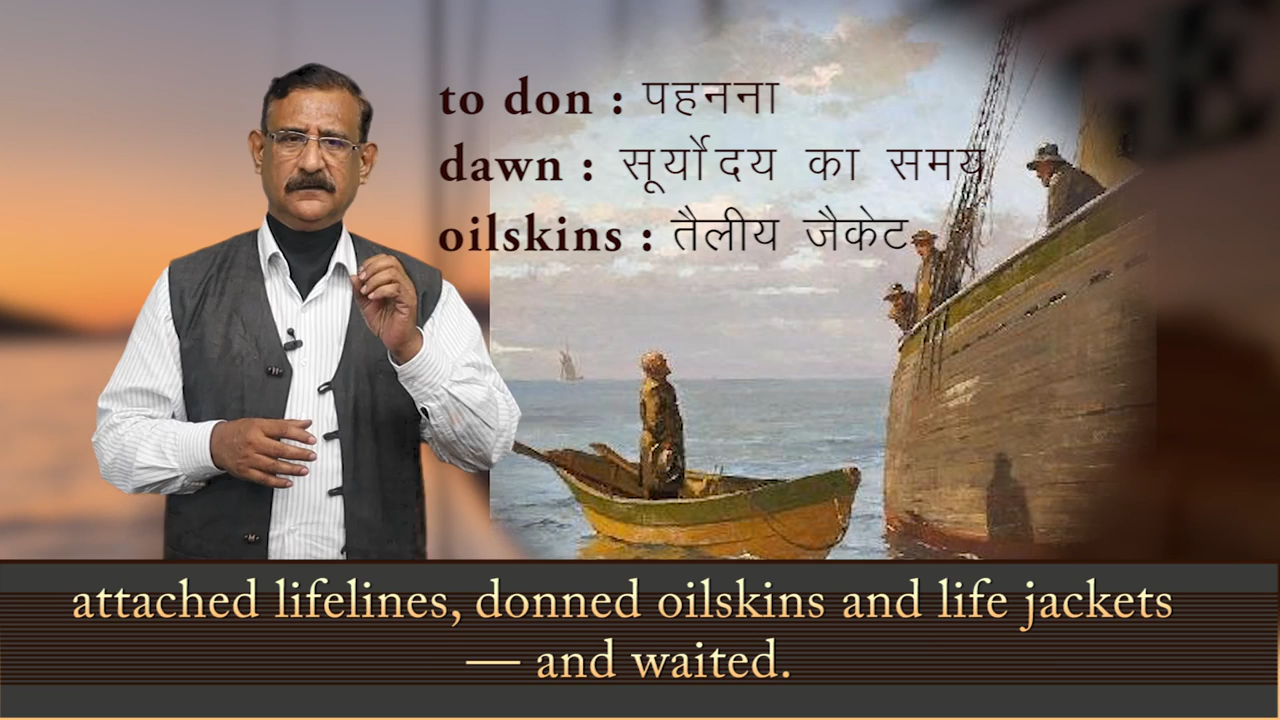 to don : पहनना
dawn : सूर्योदय का समय
oilskins : तैलीय जैकेट
attached lifelines, donned oilskins and life jackets
— and waited.